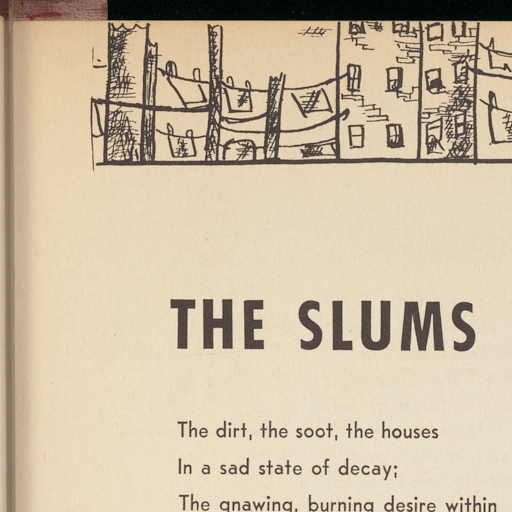 THE SLUMS
The dirt, the soot, the houses
In a sad state of decay;
The gnawing, burning desire within